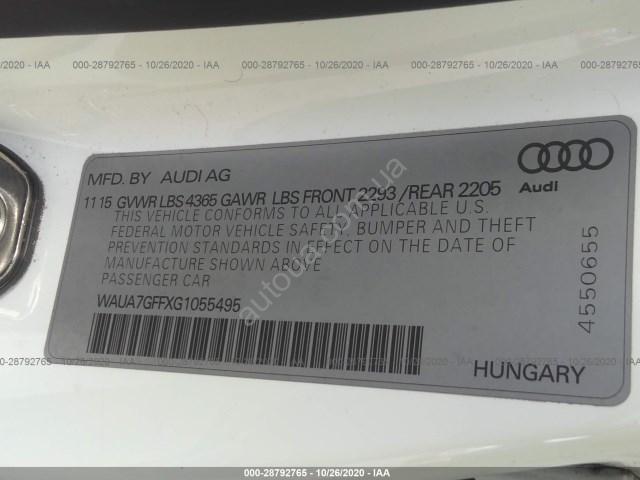 000-28792765 - 10/26/2020 - IAA
MFD. BY AUDI AG
Audi
11 15 GVWR LBS 4365 GAWR LBS FRONT 2293 /REAR 2205
THIS VEHICLE CONFORMS TO ALL APPLICABLE U.S.
FEDERAL MOTOR VEHICLE SAFETY, BUMPER AND THEFT
PREVENTION STANDARDS IN EFFECT ON THE DATE OF
MANUFACTURE SHOWN ABOVE
PASSENGER CAR
WAUA7GFFXG1055495
4550655
HUNGARY
autoua.com.ua
000-28792765 - 10/26/2020 - IAA